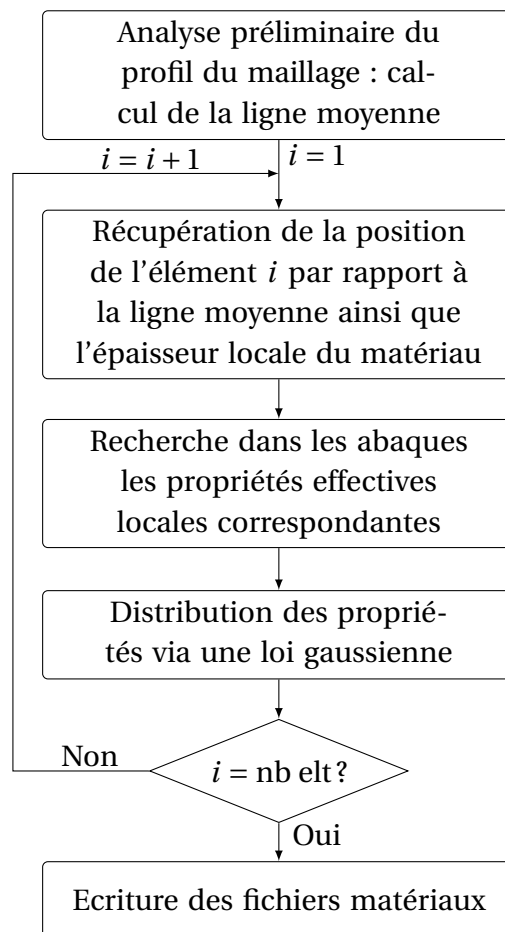 Analyse préliminaire du
profil du maillage : cal-
cul de la ligne moyenne
i = i + 1
i = 1
Récupération de la position
de l'élément i par rapport à
la ligne moyenne ainsi que
l'épaisseur locale du matériau
Recherche dans les abaques
les propriétés effectives
locales correspondantes
Distribution des proprié-
tés via une loi gaussienne
Non
i = nb elt ?
Oui
Ecriture des fichiers matériaux